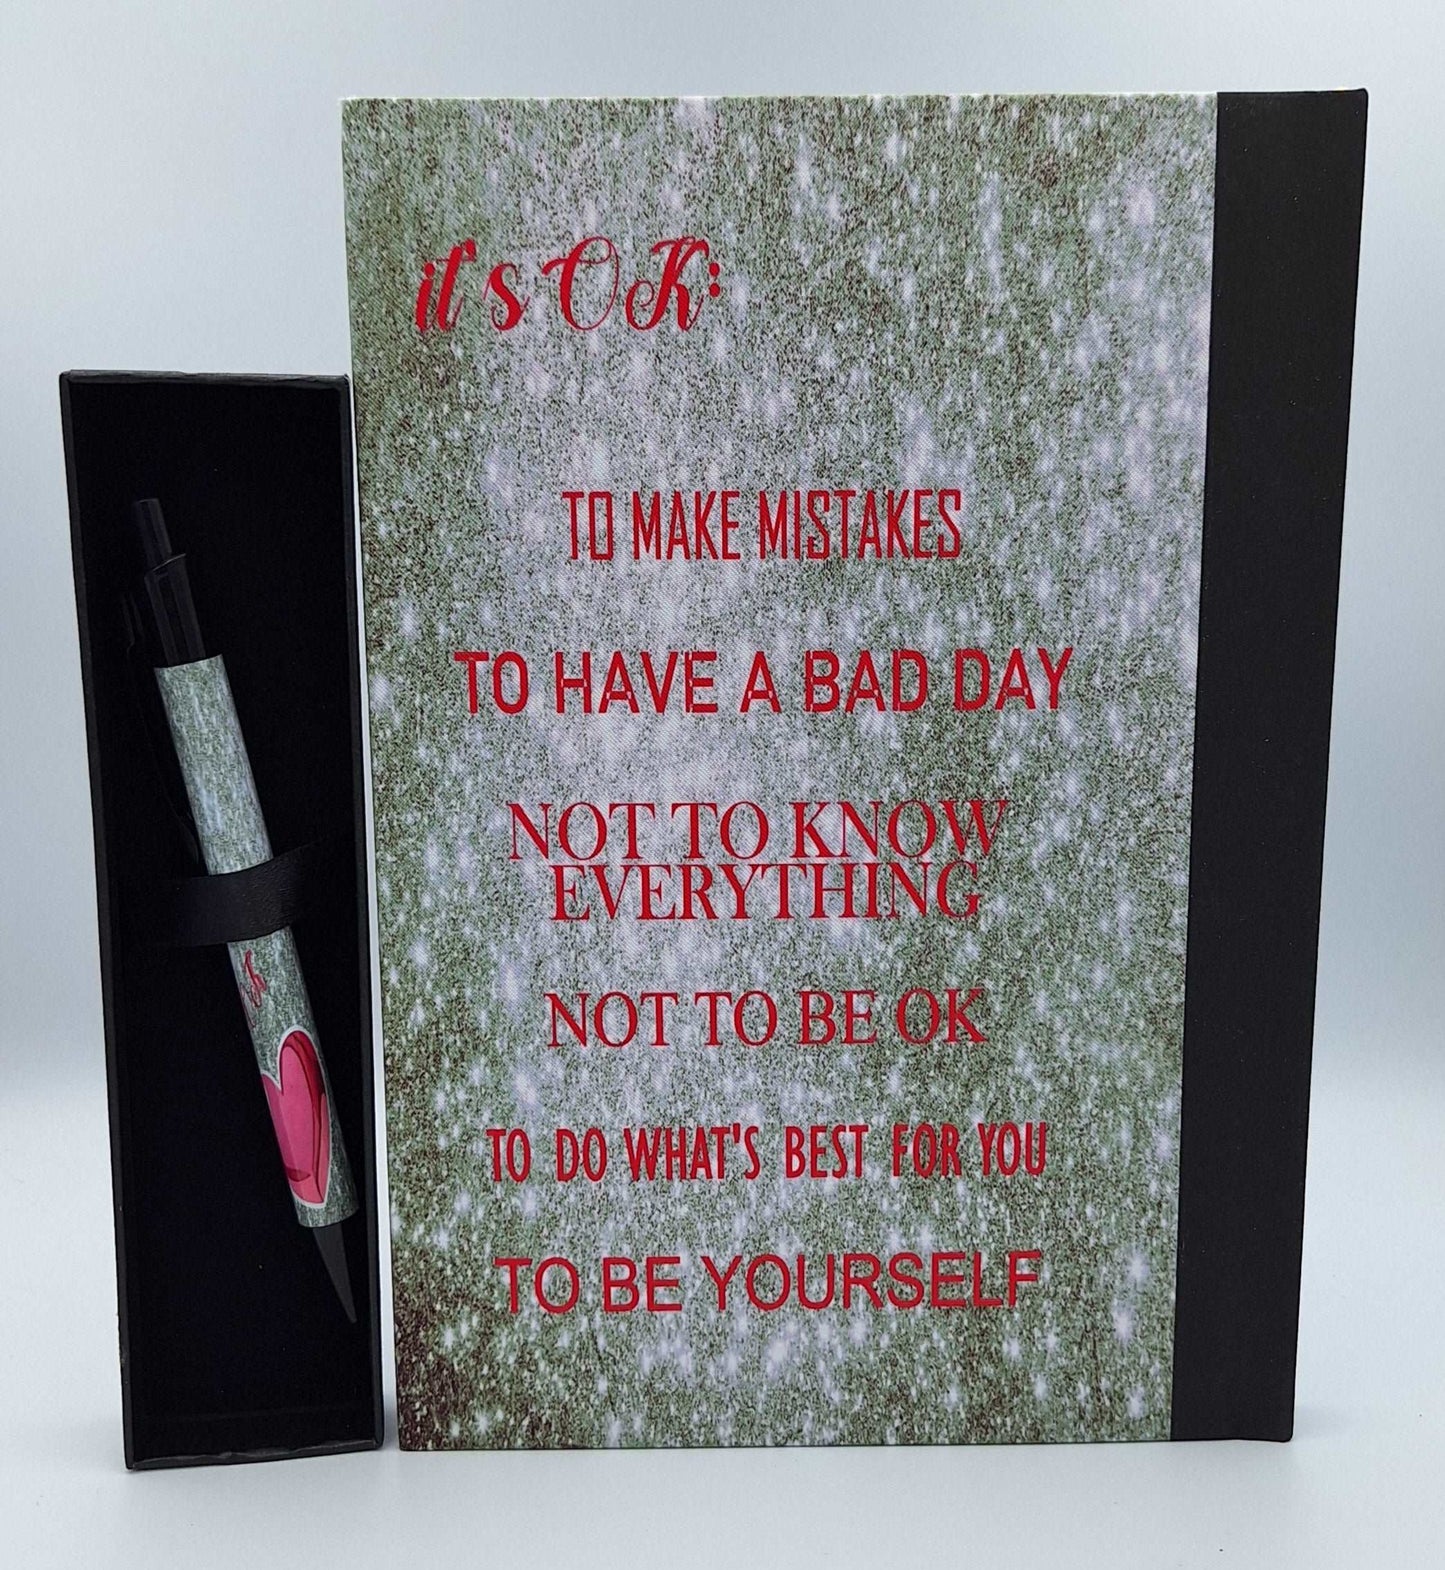 it's OK:
TO MAKE MISTAKES
TO HAVE A BAD DAY
NOT TO KNOW
EVERYTHING
NOT TO BE OK
TO DO WHAT'S BEST FOR YOU
TO BE YOURSELF